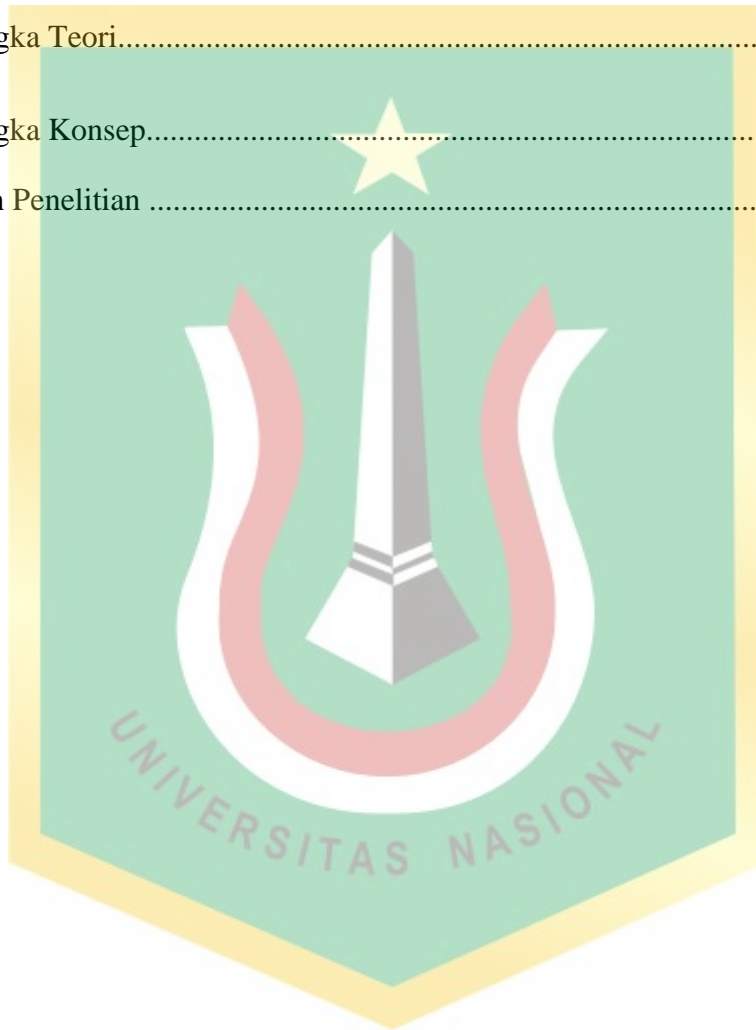 gka Teori................................................................................
gka Konsep............................................................................
n Penelitian ...........................................................................
UNIVERSITAS NASIONAL